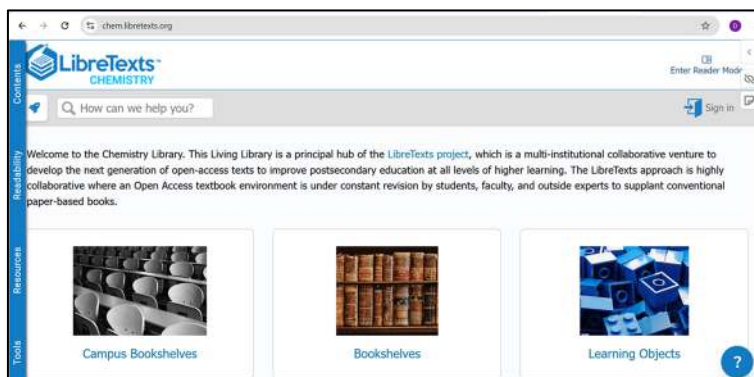 chem.libretexts.org
D
LibreTexts™
CHEMISTRY
Enter Reader Mode
How can we help you?
Sign in
Contents
Readability
Resources
Tools
Welcome to the Chemistry Library. This Living Library is a principal hub of the LibreTexts project, which is a multi-institutional collaborative venture to
develop the next generation of open-access texts to improve postsecondary education at all levels of higher learning. The LibreTexts approach is highly
collaborative where an Open Access textbook environment is under constant revision by students, faculty, and outside experts to supplant conventional
paper-based books.
Campus Bookshelves
Bookshelves
Learning Objects
?